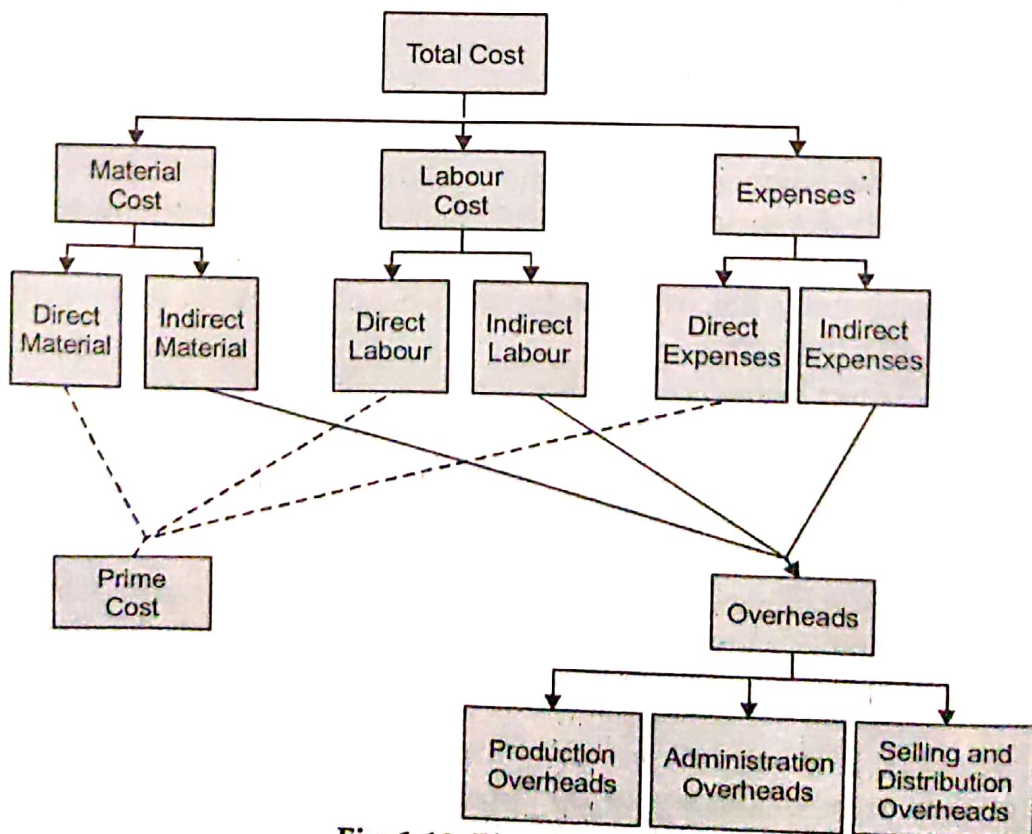 Total Cost
Material
Cost
Labour
Cost
Expenses
Direct
Material
Indirect
Material
Direct
Labour
Indirect
Labour
Direct
Expenses
Indirect
Expenses
Prime
Cost
Overheads
Production
Overheads
Administration
Overheads
Selling and
Distribution
Overheads